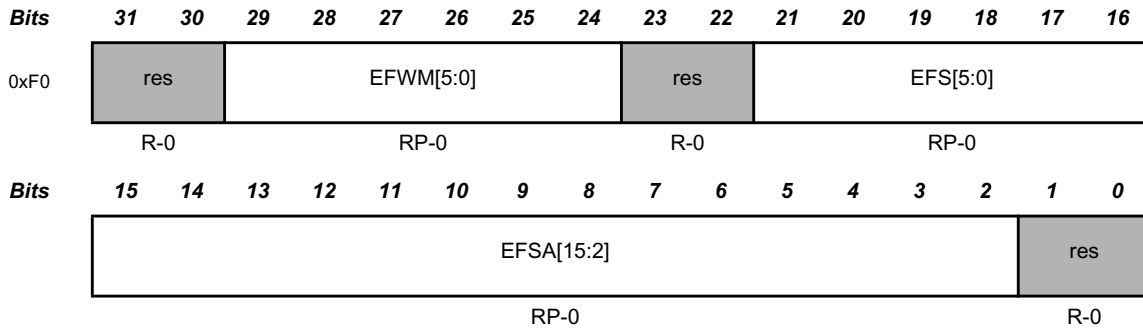 Bits 31 30 29 28 27 26 25 24 23 22 21 20 19 18 17 16
0xF0 res EFWM[5:0] res EFS[5:0]
R-0 RP-0 R-0 RP-0
Bits 15 14 13 12 11 10 9 8 7 6 5 4 3 2 1 0
EFSA[15:2] res
RP-0 R-0